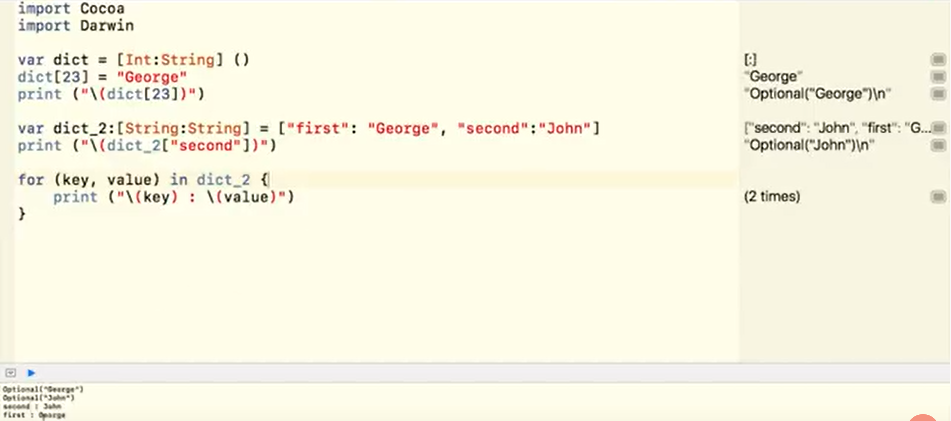 import Cocoa
import Darwin
var dict = [Int:String] ()
[:]
dict[23] = "George"
"George"
print ("\(dict[23])")
"Optional("George")\n"
var dict_2:[String:String] = ["first": "George", "second":"John"]
["second": "John", "first": "G...
print ("\(dict_2["second"])")
"Optional("John")\n"
for (key, value) in dict_2 {
print ("\(key) : \(value)")
(2 times)
}
Optional("George")
Optional("John")
second : John
first : George